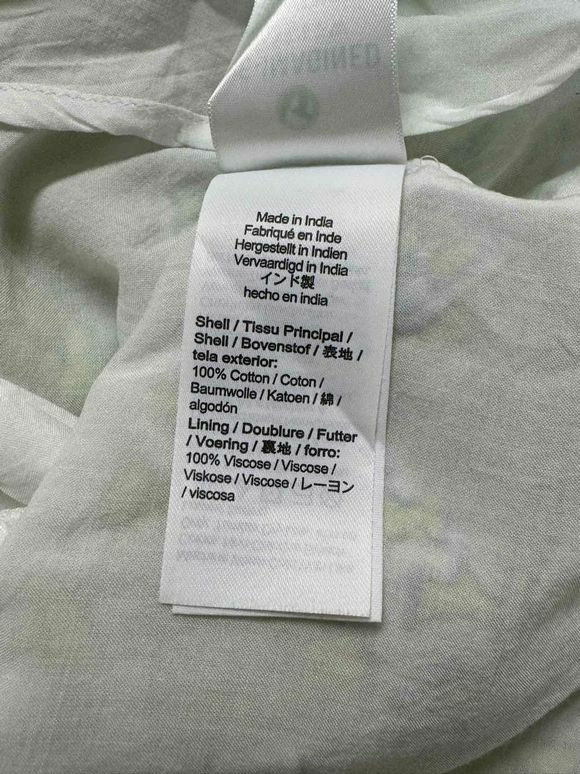 Made in India
Fabriqué en Inde
Hergestellt in Indien
Vervaardigd in India
インド製
hecho en india
Shell / Tissu Principal /
Shell / Bovenstof / 表地 /
tela exterior:
100% Cotton / Coton /
Baumwolle / Katoen / 綿 /
algodón
Lining / Doublure / Futter
/ Voering / 裏地 / forro:
100% Viscose / Viscose /
Viskose / Viscose / レーヨン
/ viscosa